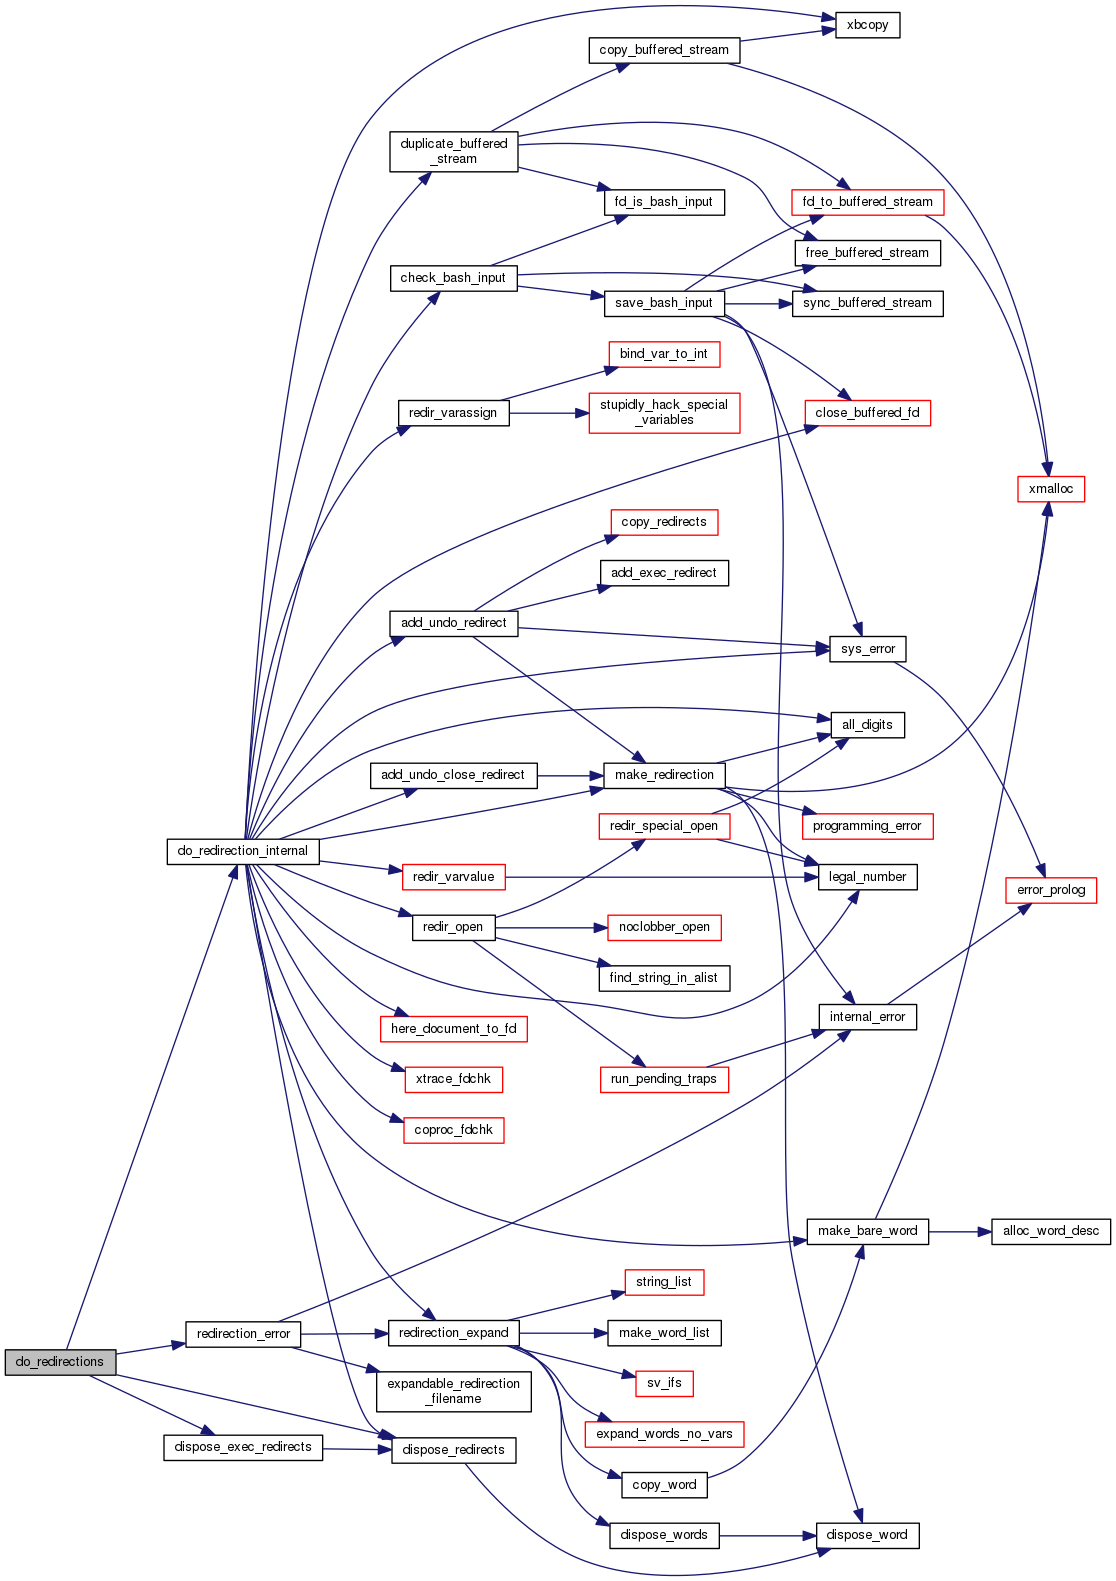 xbcopy
copy_buffered_stream
duplicate_buffered
_stream
fd_is_bash_input
fd_to_buffered_stream
free_buffered_stream
check_bash_input
save_bash_input
sync_buffered_stream
bind_var_to_int
redir_varassign
stupidly_hack_special
_variables
close_buffered_fd
xmalloc
copy_redirects
add_exec_redirect
add_undo_redirect
sys_error
all_digits
add_undo_close_redirect
make_redirection
programming_error
redir_special_open
do_redirection_internal
redir_varvalue
legal_number
error_prolog
redir_open
noclobber_open
find_string_in_alist
here_document_to_fd
internal_error
xtrace_fdchk
run_pending_traps
coproc_fdchk
make_bare_word
alloc_word_desc
string_list
redirection_error
redirection_expand
make_word_list
do_redirections
expandable_redirection
_filename
sv_ifs
expand_words_no_vars
dispose_exec_redirects
dispose_redirects
copy_word
dispose_words
dispose_word